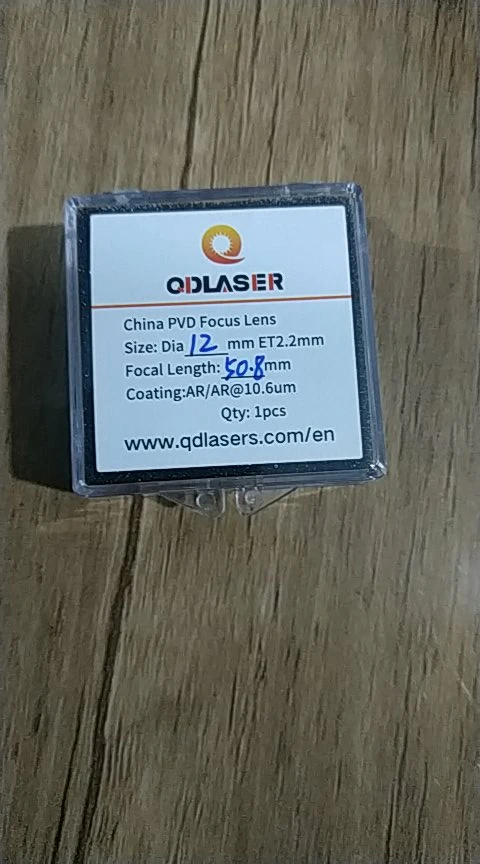 QDLASER
China PVD Focus Lens
Size: Dia 12 mm ET2.2mm
Focal Length: 50.8mm
Coating:AR/AR@10.6um
Qty: 1pcs
www.qdlasers.com/en